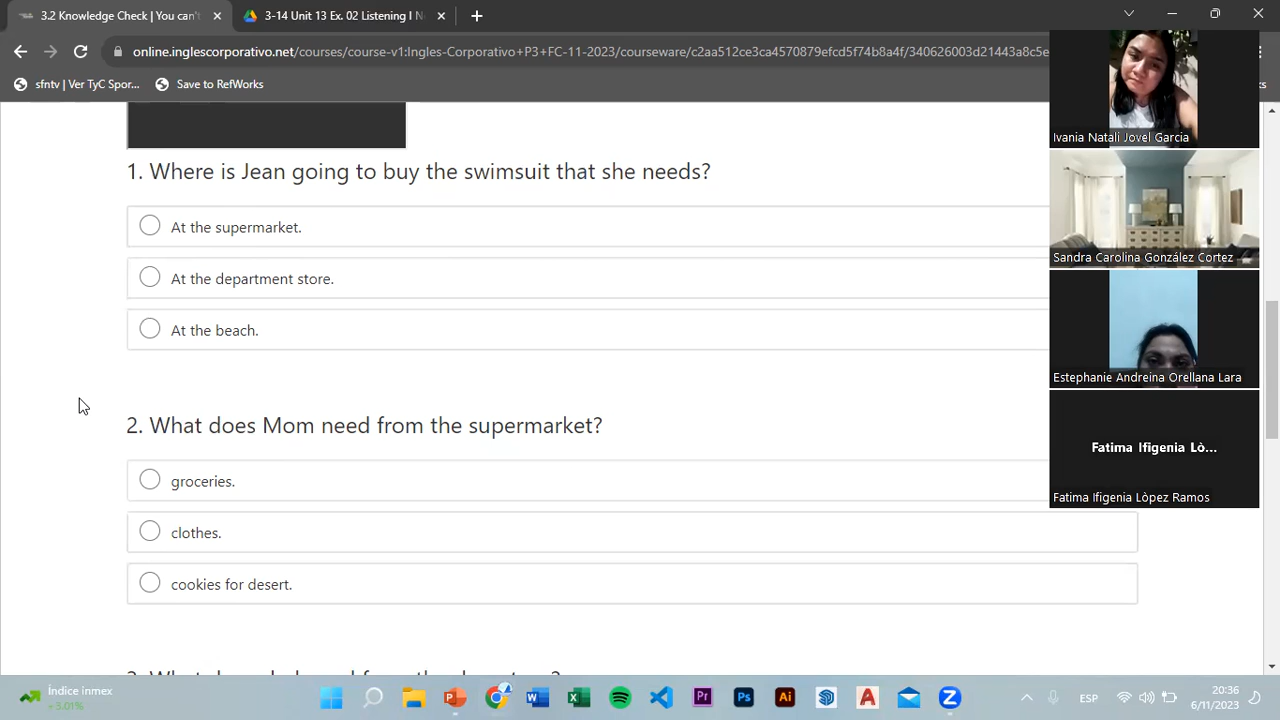 3.2 Knowledge Check | You can't
3-14 Unit 13 Ex. 02 Listening I N
online.inglescorporativo.net/courses/course-v1:Ingles-Corporativo+P3+FC-11-2023/courseware/c2aa512ce3ca4570879efcd5f74b8a4f/340626003d21443a8c5e
sfntv | Ver TyC Spor...
Save to RefWorks
1. Where is Jean going to buy the swimsuit that she needs?
At the supermarket.
At the department store.
At the beach.
2. What does Mom need from the supermarket?
groceries.
clothes.
cookies for desert.
Ivania Natali Jovel Garcia
Sandra Carolina González Cortez
Estephanie Andreina Orellana Lara
Fatima Ifigenia Lò...
Fatima Ifigenia Lòpez Ramos
Índice inmex
+3.01%
ESP
20:36
6/11/2023